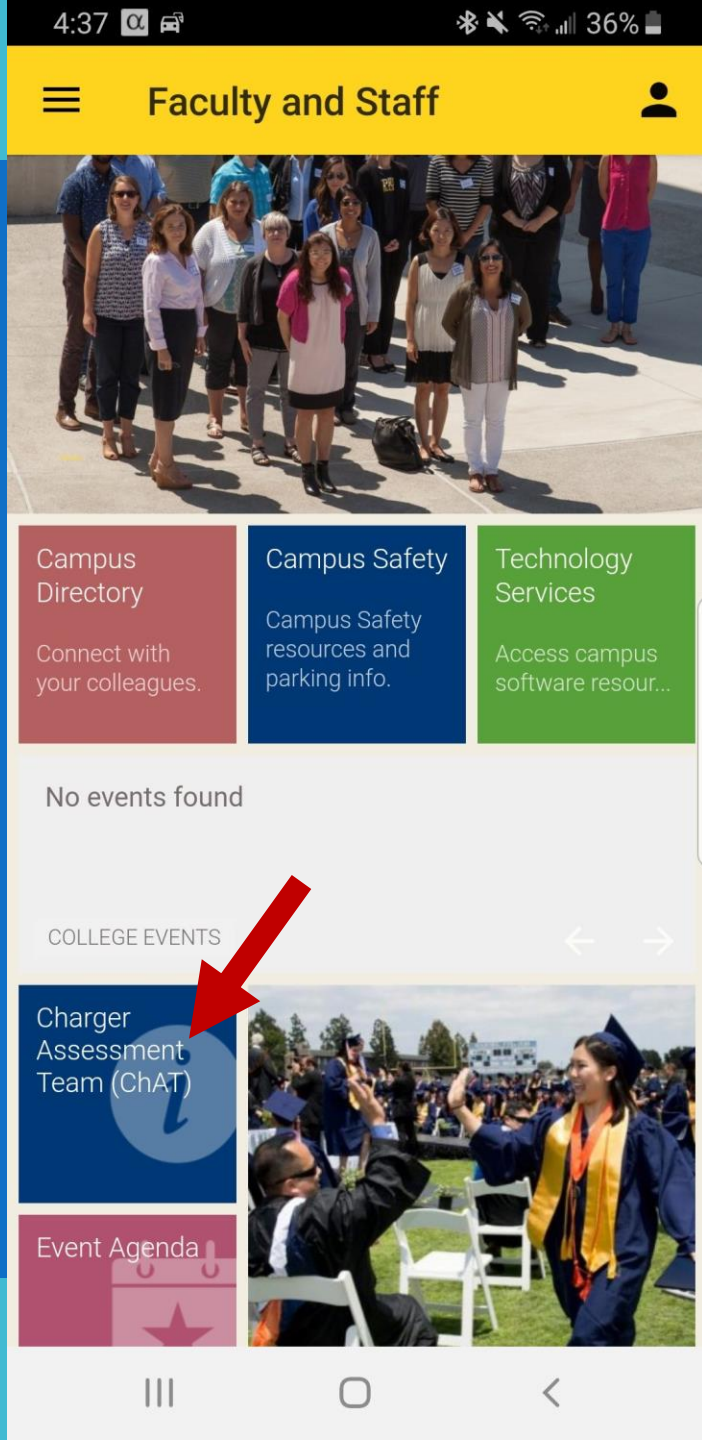 4:37 α 36%
Faculty and Staff
Campus
Directory
Connect with
your colleagues.
Campus Safety
Campus Safety
resources and
parking info.
Technology
Services
Access campus
software resour...
No events found
COLLEGE EVENTS
Charger
Assessment
Team (ChAT)
i
Event Agenda